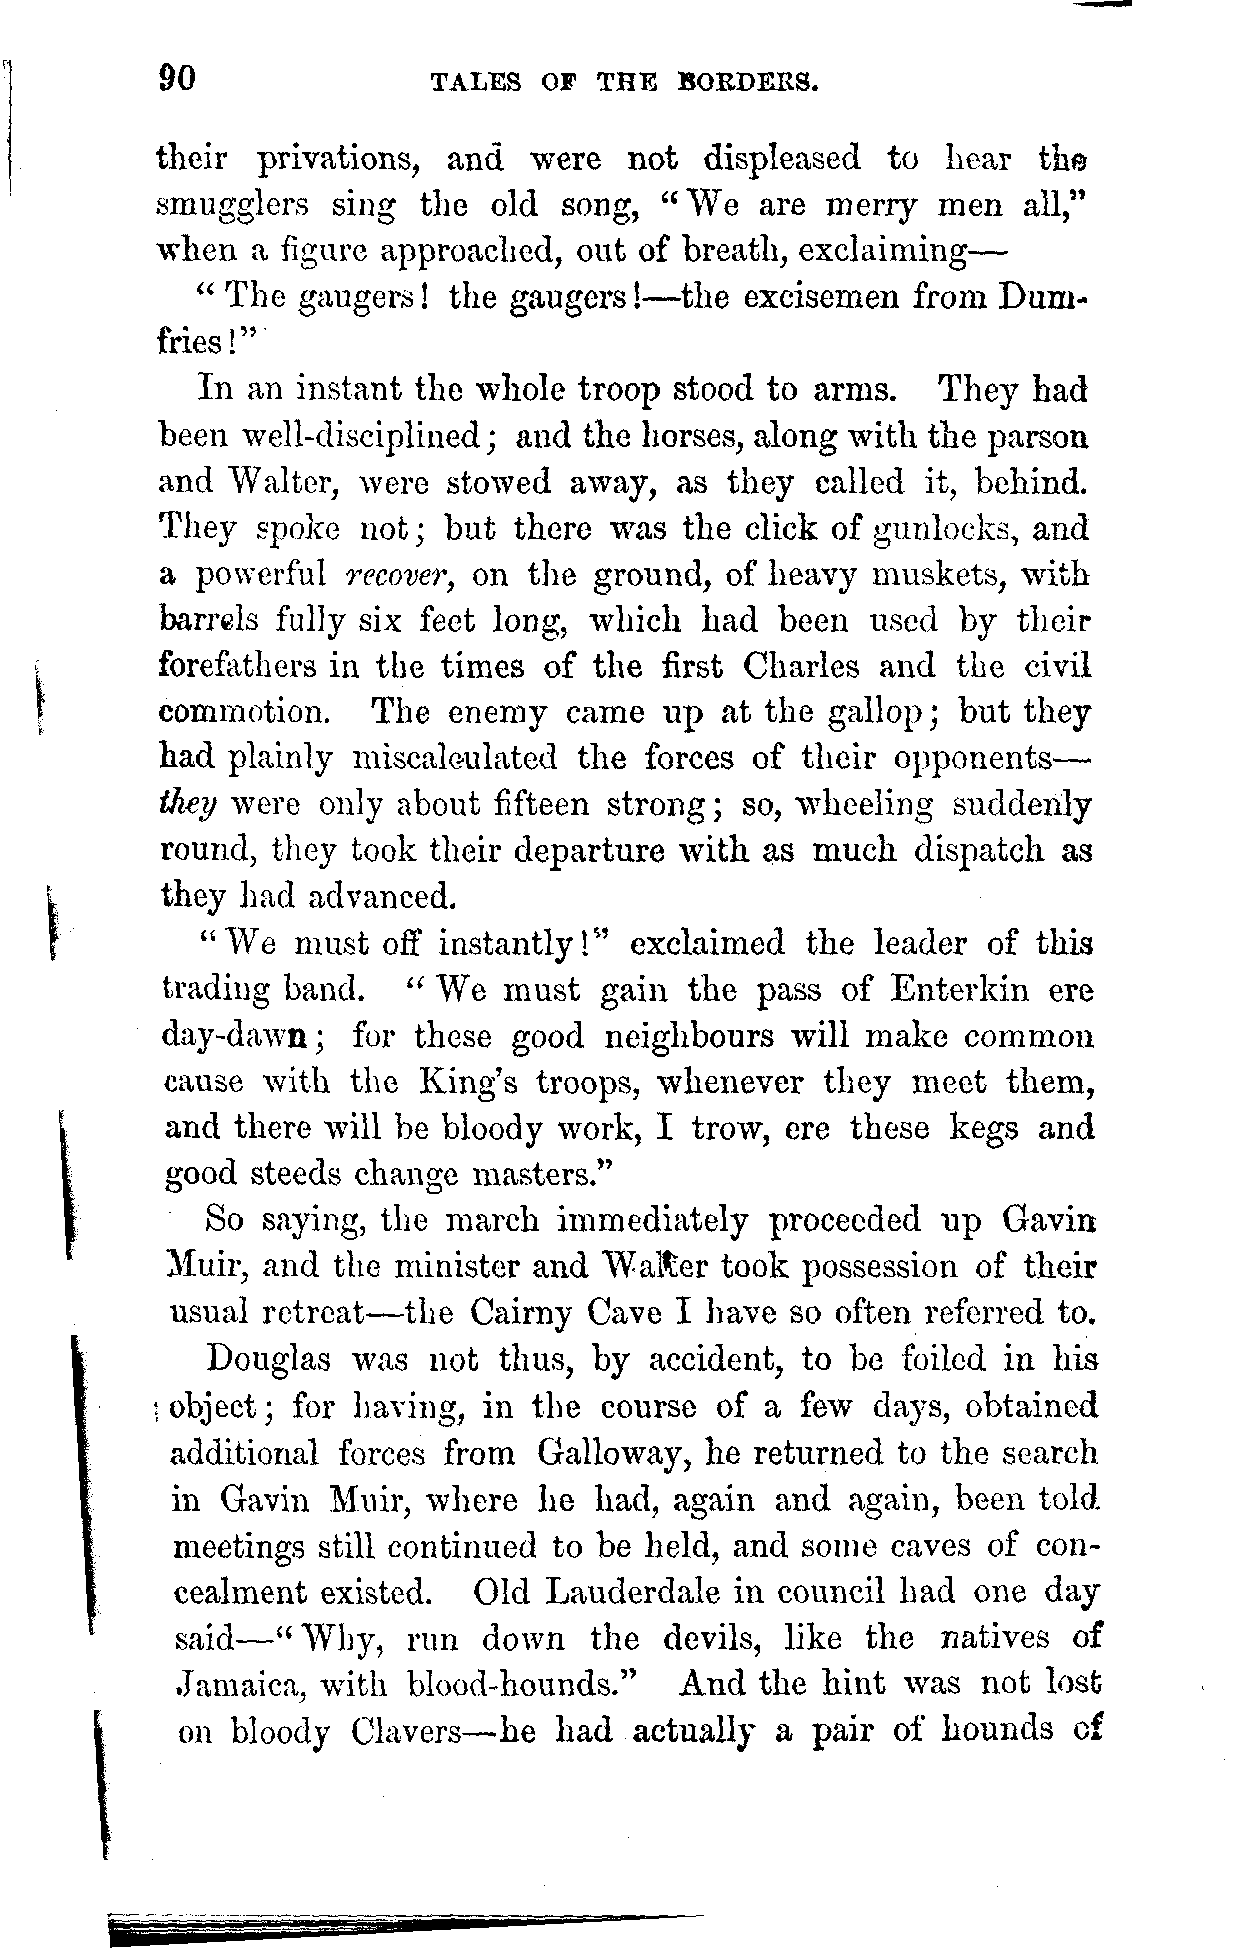 90 TALES OF THE BORDERS.
their privations, and were not displeased to hear the
smugglers sing the old song, "We are merry men all,"
when a figure approached, out of breath, exclaiming—
"The gaugers! the gaugers!—the excisemen from Dum-
fries!"
In an instant the whole troop stood to arms. They had
been well-disciplined; and the horses, along with the parson
and Walter, were stowed away, as they called it, behind.
They spoke not; but there was the click of gunlocks, and
a powerful recover, on the ground, of heavy muskets, with
barrels fully six feet long, which had been used by their
forefathers in the times of the first Charles and the civil
commotion. The enemy came up at the gallop; but they
had plainly miscalculated the forces of their opponents—
they were only about fifteen strong; so, wheeling suddenly
round, they took their departure with as much dispatch as
they had advanced.
"We must off instantly!" exclaimed the leader of this
trading band. "We must gain the pass of Enterkin ere
day-dawn; for these good neighbours will make common
cause with the King's troops, whenever they meet them,
and there will be bloody work, I trow, ere these kegs and
good steeds change masters."
So saying, the march immediately proceeded up Gavin
Muir, and the minister and Walter took possession of their
usual retreat—the Cairny Cave I have so often referred to.
Douglas was not thus, by accident, to be foiled in his
object; for having, in the course of a few days, obtained
additional forces from Galloway, he returned to the search
in Gavin Muir, where he had, again and again, been told
meetings still continued to be held, and some caves of con-
cealment existed. Old Lauderdale in council had one day
said—"Why, run down the devils, like the natives of
Jamaica, with blood-hounds." And the hint was not lost
on bloody Clavers—he had actually a pair of hounds of